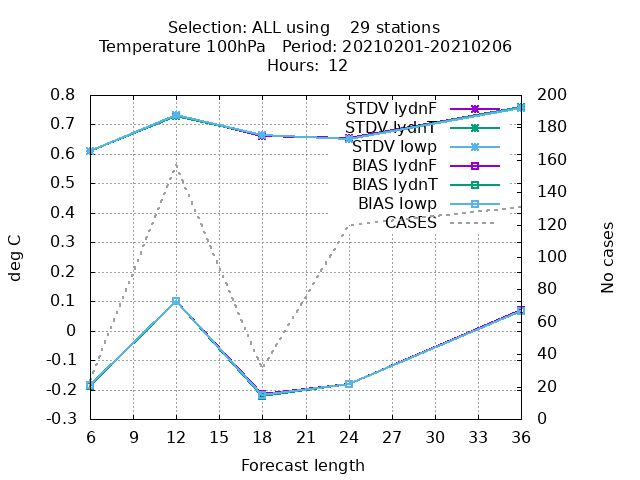 Selection: ALL using    29 stations
Temperature 100hPa   Period: 20210201-20210206
Hours: 12
0.8
0.7
0.6
0.5
0.4
0.3
0.2
0.1
0
-0.1
-0.2
-0.3
deg C
200
180
160
140
120
100
80
60
40
20
0
No cases
STDV lydnF
STDV lydnT
STDV lowp
BIAS lydnF
BIAS lydnT
BIAS lowp
CASES
6 9 12 15 18 21 24 27 30 33 36
Forecast length